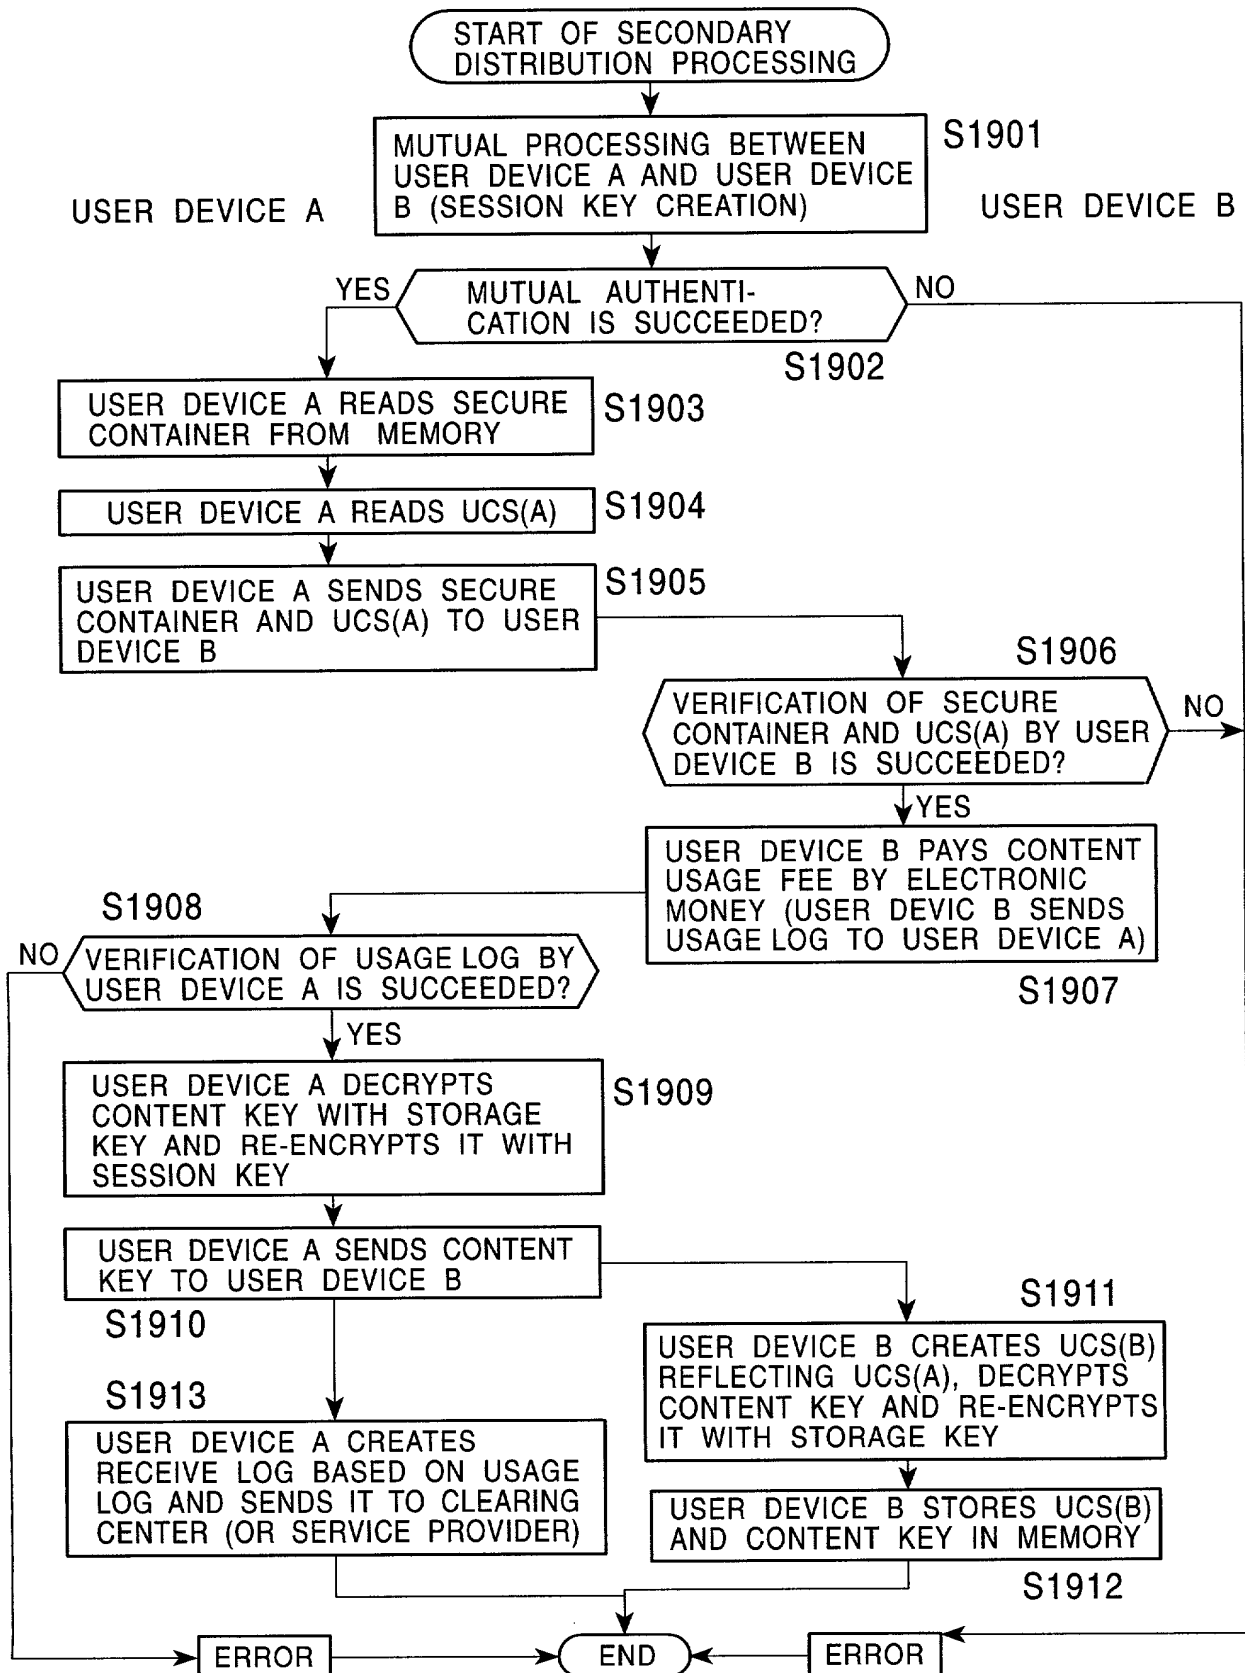 START OF SECONDARY
DISTRIBUTION PROCESSING
MUTUAL PROCESSING BETWEEN
USER DEVICE A AND USER DEVICE
B (SESSION KEY CREATION)
S1901
USER DEVICE A
USER DEVICE B
YES
MUTUAL AUTHENTI-
CATION IS SUCCEEDED?
NO
S1902
USER DEVICE A READS SECURE
CONTAINER FROM MEMORY
S1903
USER DEVICE A READS UCS(A)
S1904
USER DEVICE A SENDS SECURE
CONTAINER AND UCS(A) TO USER
DEVICE B
S1905
S1906
VERIFICATION OF SECURE
CONTAINER AND UCS(A) BY USER
DEVICE B IS SUCCEEDED?
NO
YES
USER DEVICE B PAYS CONTENT
USAGE FEE BY ELECTRONIC
MONEY (USER DEVIC B SENDS
USAGE LOG TO USER DEVICE A)
S1907
S1908
NO
VERIFICATION OF USAGE LOG BY
USER DEVICE A IS SUCCEEDED?
YES
USER DEVICE A DECRYPTS
CONTENT KEY WITH STORAGE
KEY AND RE-ENCRYPTS IT WITH
SESSION KEY
S1909
USER DEVICE A SENDS CONTENT
KEY TO USER DEVICE B
S1910
S1911
USER DEVICE B CREATES UCS(B)
REFLECTING UCS(A), DECRYPTS
CONTENT KEY AND RE-ENCRYPTS
IT WITH STORAGE KEY
S1913
USER DEVICE A CREATES
RECEIVE LOG BASED ON USAGE
LOG AND SENDS IT TO CLEARING
CENTER (OR SERVICE PROVIDER)
USER DEVICE B STORES UCS(B)
AND CONTENT KEY IN MEMORY
S1912
ERROR
END
ERROR